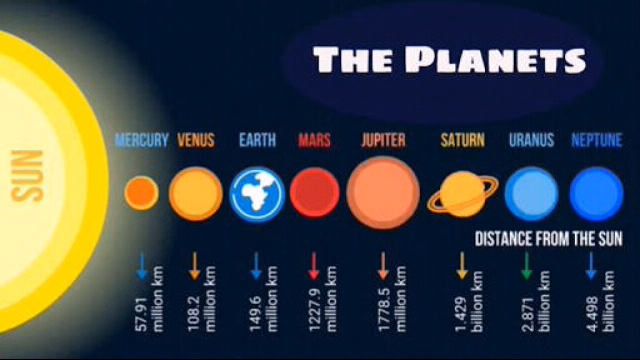 THE PLANETS
MERCURY
VENUS
EARTH
MARS
JUPITER
SATURN
URANUS
NEPTUNE
SUN
DISTANCE FROM THE SUN
57.91
million km
108.2
million km
149.6
million km
1227.9
million km
1778.5
million km
1.429
billion km
2.871
billion km
4.498
billion km